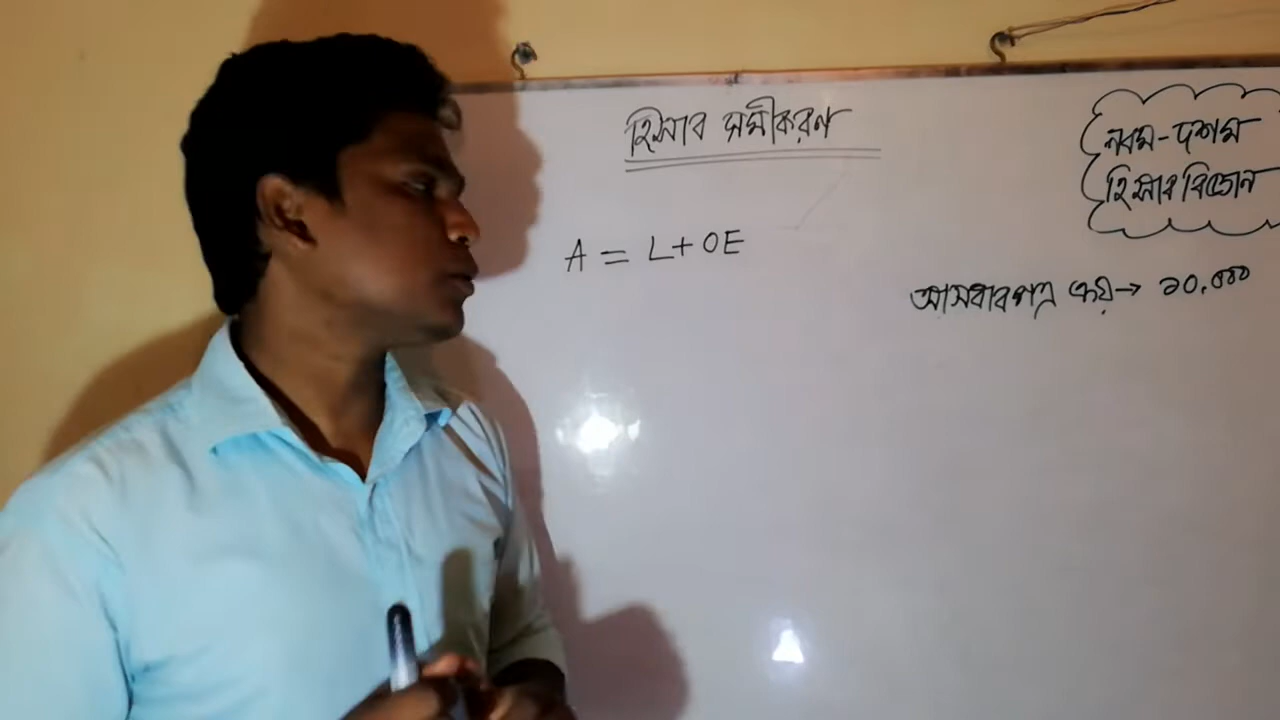 হিসাব সমীকরণ
নবম-দশম
হিসাব বিজ্ঞান
A = L+OE
আসবাবপত্র ক্রয়→ ১০,০০০